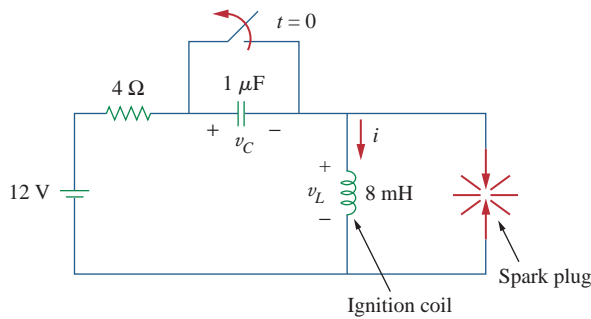 t = 0
4 Ω
1 μF
+ v_C −
i
12 V
+
v_L
8 mH
−
Spark plug
Ignition coil